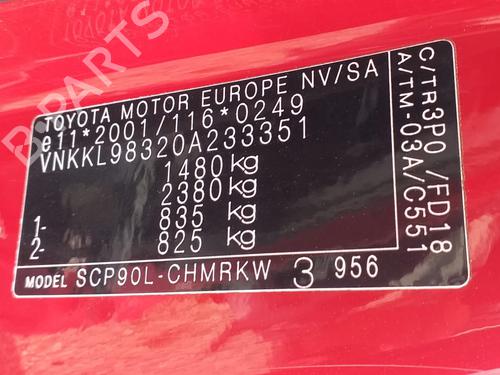 TOYOTA MOTOR EUROPE NV/SA
e11*2001/116*0249
VNKKL98320A233351
1480 kg
2380 kg
1- 835 kg
2- 825 kg
MODEL SCP90L-CHMRKW 3 956
C/TR3P0 /FD18
A/TM-03A/C551
B-PARTS